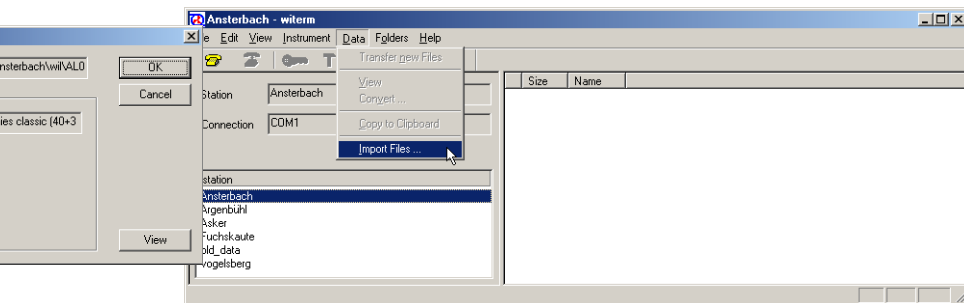 Ansterbach - witerm
e Edit View Instrument Data Folders Help
nsterbach\wil\AL0
OK
Cancel
ies classic (40+3
View
Transfer new Files
View
Convert ...
Copy to Clipboard
Import Files ...
Station Ansterbach
Connection COM1
station
Ansterbach
Argenbühl
Asker
Fuchskaute
old_data
Vogelsberg
Size Name